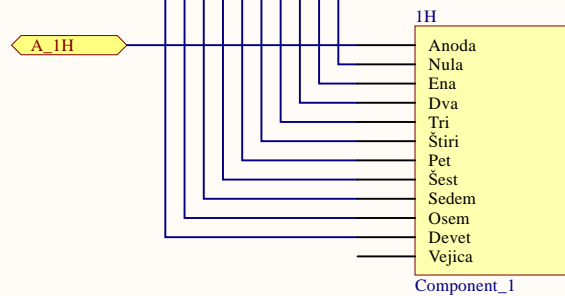 1H
A_1H
Anoda
Nula
Ena
Dva
Tri
Štiri
Pet
Šest
Sedem
Osem
Devet
Vejica
Component_1